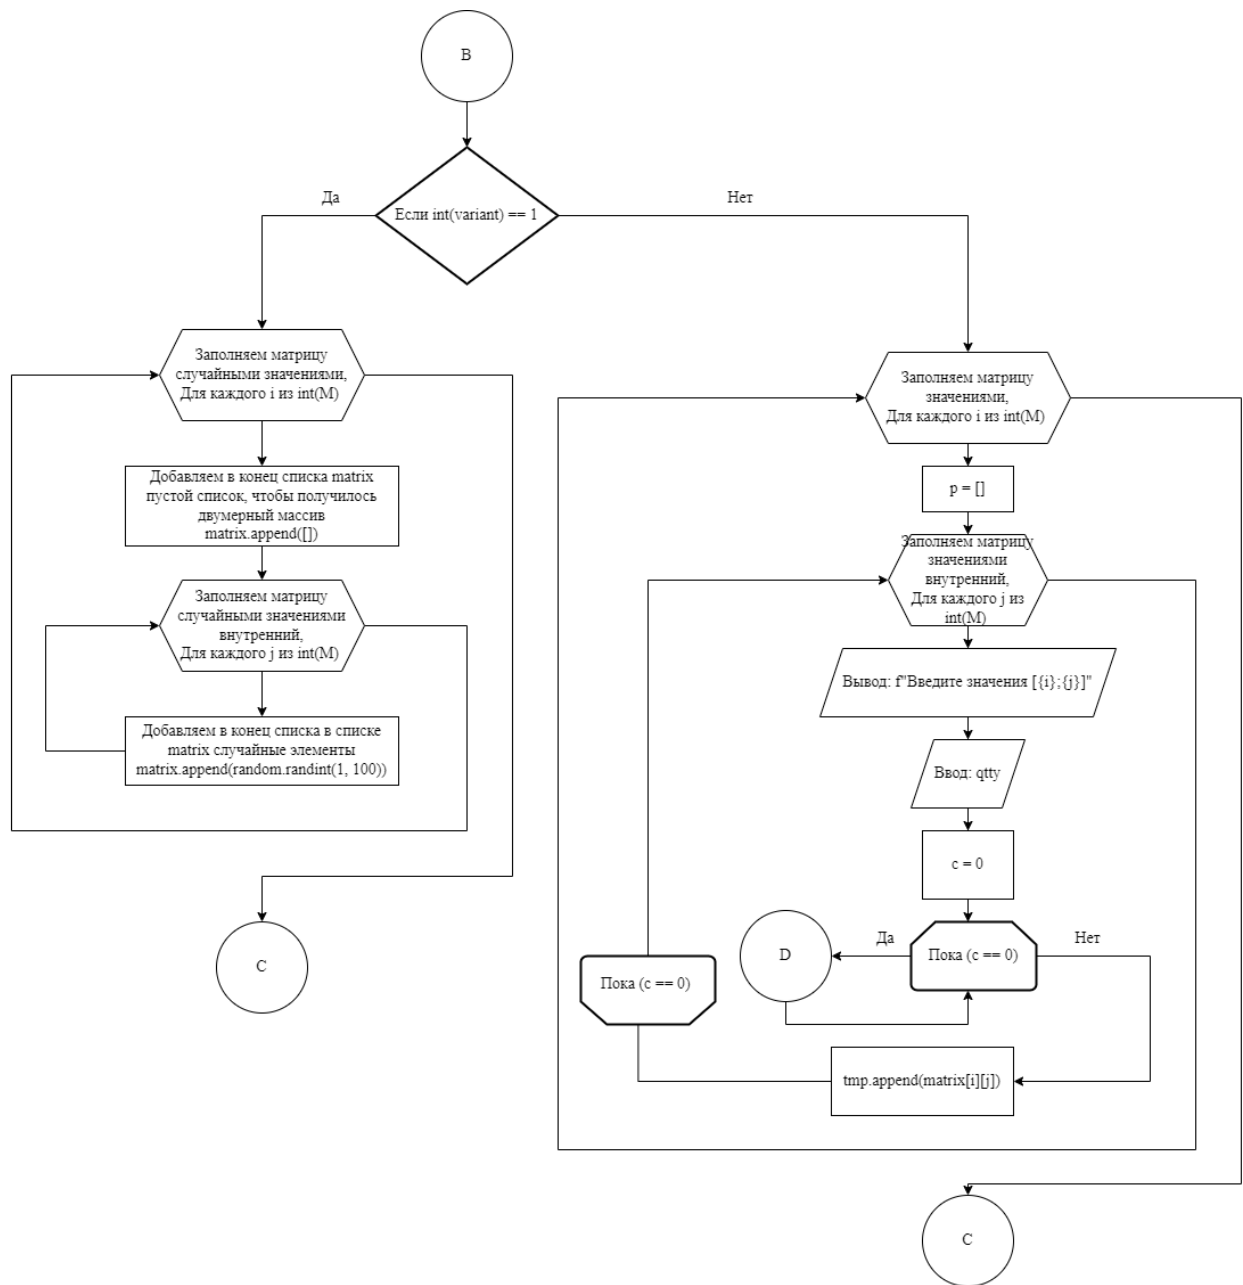 B
Да
Если int(variant) == 1
Нет
Заполняем матрицу
случайными значениями,
Для каждого i из int(M)
Добавляем в конец списка matrix
пустой список, чтобы получилось
двумерный массив
matrix.append([])
Заполняем матрицу
случайными значениями
внутренний,
Для каждого j из int(M)
Добавляем в конец списка в списке
matrix случайные элементы
matrix.append(random.randint(1, 100))
C
Заполняем матрицу
значениями,
Для каждого i из int(M)
p = []
Заполняем матрицу
значениями
внутренний,
Для каждого j из
int(M)
Вывод: f"Введите значения [{i};{j}]"
Ввод: qtty
c = 0
Да
Пока (c == 0)
Нет
D
Пока (c == 0)
tmp.append(matrix[i][j])
C